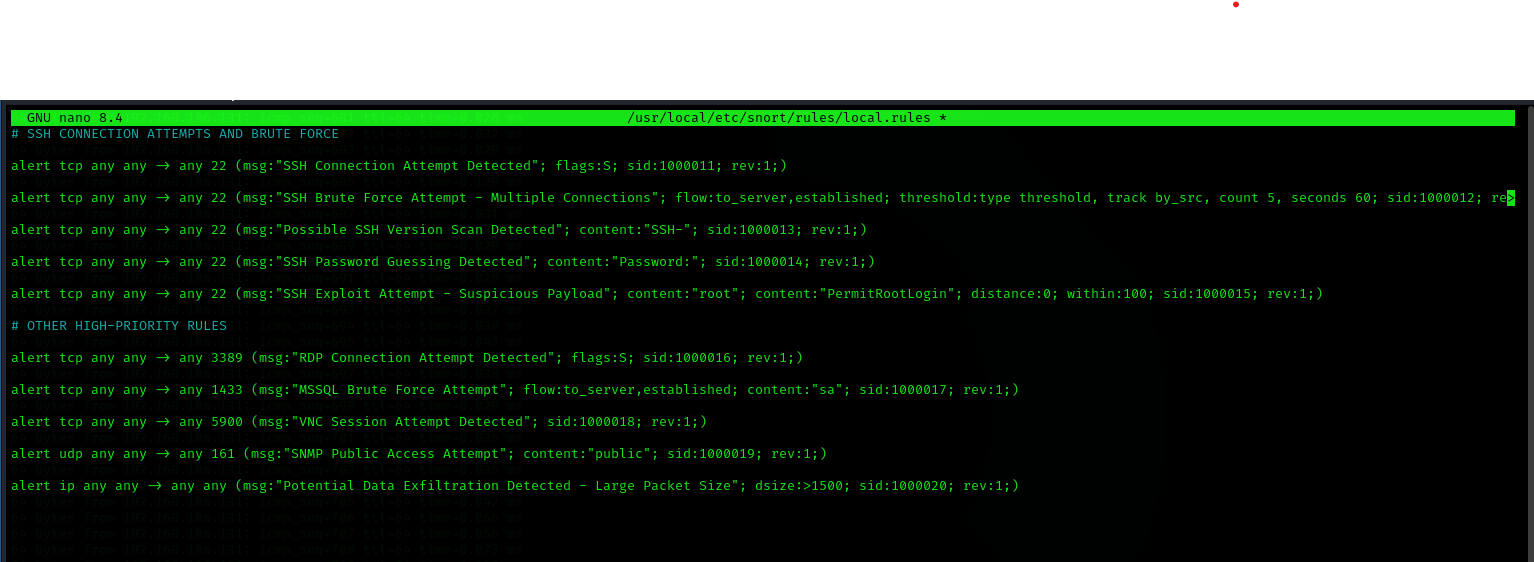 GNU nano 8.4 /usr/local/etc/snort/rules/local.rules *
# SSH CONNECTION ATTEMPTS AND BRUTE FORCE
alert tcp any any -> any 22 (msg:"SSH Connection Attempt Detected"; flags:S; sid:1000011; rev:1;)
alert tcp any any -> any 22 (msg:"SSH Brute Force Attempt - Multiple Connections"; flow:to_server,established; threshold:type threshold, track by_src, count 5, seconds 60; sid:1000012; re>
alert tcp any any -> any 22 (msg:"Possible SSH Version Scan Detected"; content:"SSH-"; sid:1000013; rev:1;)
alert tcp any any -> any 22 (msg:"SSH Password Guessing Detected"; content:"Password:"; sid:1000014; rev:1;)
alert tcp any any -> any 22 (msg:"SSH Exploit Attempt - Suspicious Payload"; content:"root"; content:"PermitRootLogin"; distance:0; within:100; sid:1000015; rev:1;)
# OTHER HIGH-PRIORITY RULES
alert tcp any any -> any 3389 (msg:"RDP Connection Attempt Detected"; flags:S; sid:1000016; rev:1;)
alert tcp any any -> any 1433 (msg:"MSSQL Brute Force Attempt"; flow:to_server,established; content:"sa"; sid:1000017; rev:1;)
alert tcp any any -> any 5900 (msg:"VNC Session Attempt Detected"; sid:1000018; rev:1;)
alert udp any any -> any 161 (msg:"SNMP Public Access Attempt"; content:"public"; sid:1000019; rev:1;)
alert ip any any -> any any (msg:"Potential Data Exfiltration Detected - Large Packet Size"; dsize:>1500; sid:1000020; rev:1;)